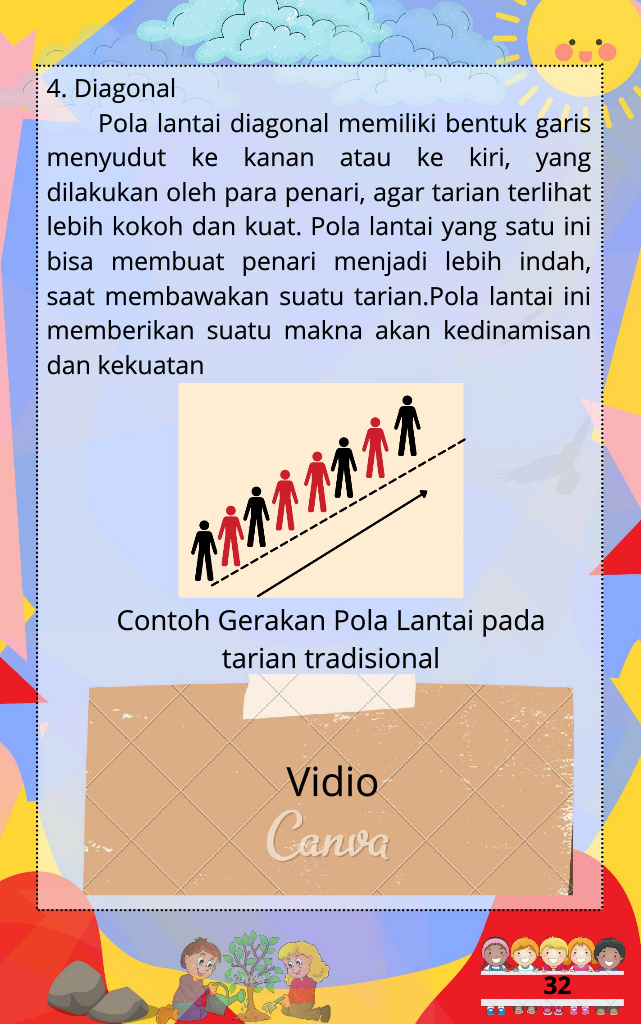 4. Diagonal
Pola lantai diagonal memiliki bentuk garis
menyudut ke kanan atau ke kiri, yang
dilakukan oleh para penari, agar tarian terlihat
lebih kokoh dan kuat. Pola lantai yang satu ini
bisa membuat penari menjadi lebih indah,
saat membawakan suatu tarian.Pola lantai ini
memberikan suatu makna akan kedinamisan
dan kekuatan
Contoh Gerakan Pola Lantai pada
tarian tradisional
Vidio
Canva
32